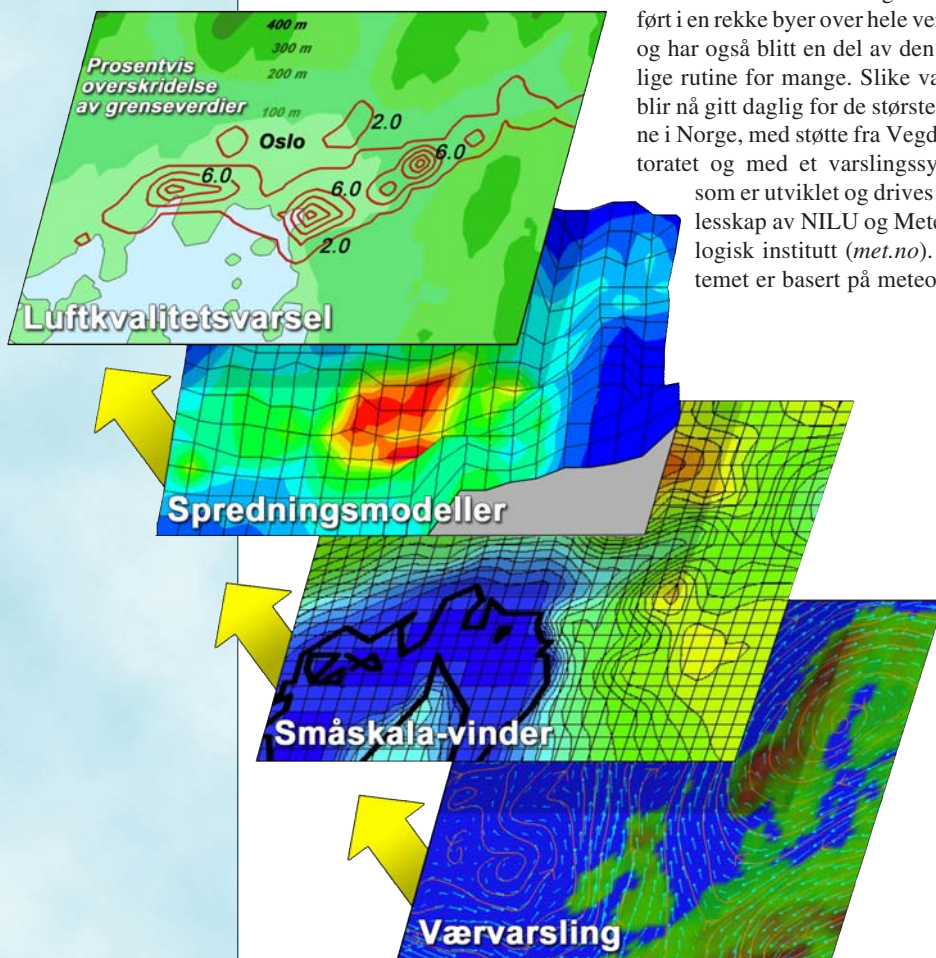 ført i en rekke byer over hele ver
og har også blitt en del av den
lige rutine for mange. Slike va
blir nå gitt daglig for de største
ne i Norge, med støtte fra Vegd
toratet og med et varslingssy
som er utviklet og drives
lesskap av NILU og Mete
logisk institutt (met.no).
temet er basert på meteo
400 m
300 m
200 m
100 m
Prosentvis
overskridelse
av grenseverdier
Oslo
2.0
6.0
6.0
6.0
2.0
Luftkvalitetsvarsel
Spredningsmodeller
Småskala-vinder
Værvarsling